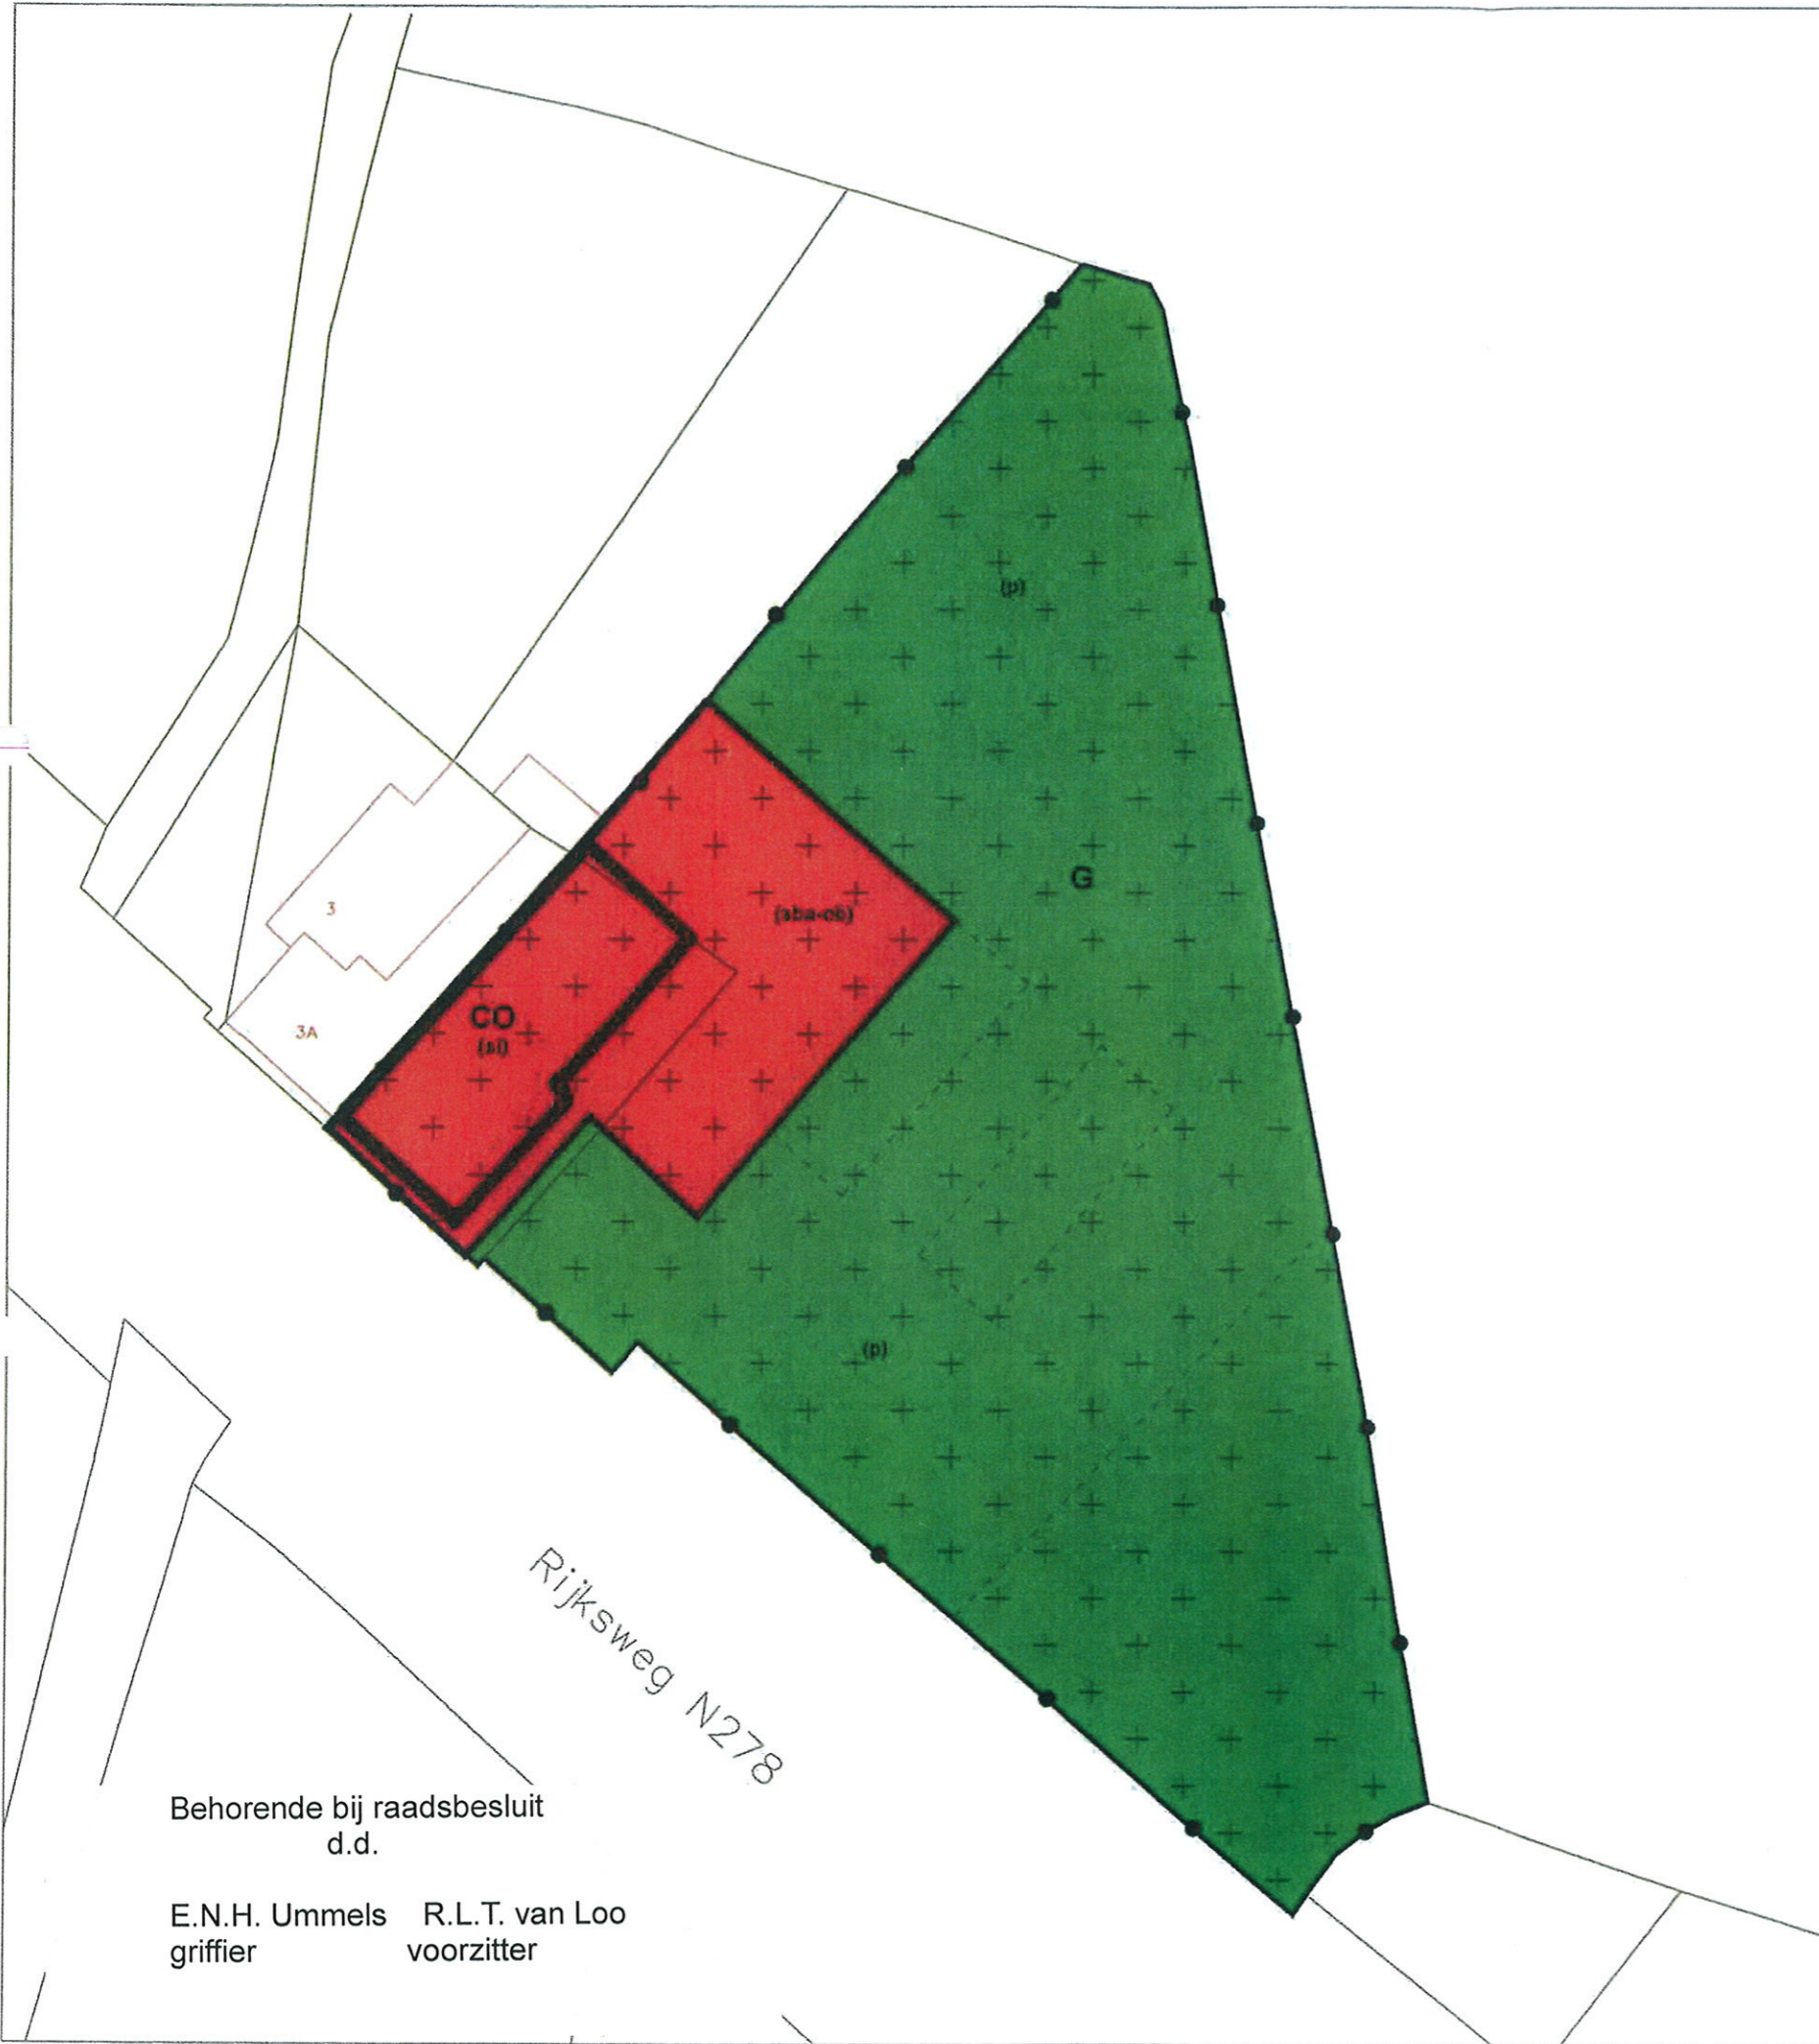 (p)
G
(sba-cb)
3
CO
(sl)
3A
(p)
Rijksweg N278
Behorende bij raadsbesluit
d.d.
E.N.H. Ummels R.L.T. van Loo
griffier voorzitter